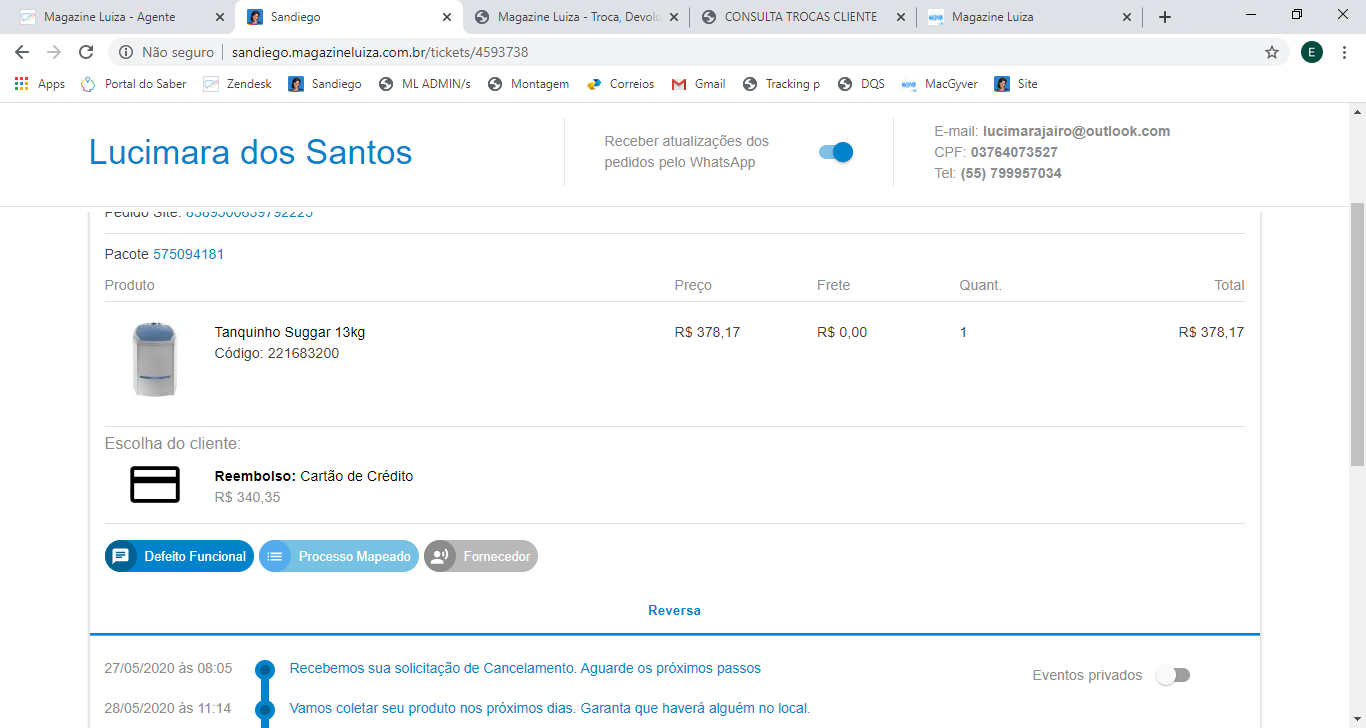 Magazine Luiza - Agente
Sandiego
Magazine Luiza - Troca, Devolu
CONSULTA TROCAS CLIENTE
Magazine Luiza
Não seguro
sandiego.magazineluiza.com.br/tickets/4593738
E
Apps
Portal do Saber
Zendesk
Sandiego
ML ADMIN/s
Montagem
Correios
Gmail
Tracking p
DQS
MacGyver
Site
Lucimara dos Santos
Receber atualizações dos
pedidos pelo WhatsApp
E-mail: lucimarajairo@outlook.com
CPF: 03764073527
Tel: (55) 799957034
Pedido Site: 8389500639792225
Pacote 575094181
Produto Preço Frete Quant. Total
Tanquinho Suggar 13kg R$ 378,17 R$ 0,00 1 R$ 378,17
Código: 221683200
Escolha do cliente:
Reembolso: Cartão de Crédito
R$ 340,35
Defeito Funcional
Processo Mapeado
Fornecedor
Reversa
27/05/2020 às 08:05 Recebemos sua solicitação de Cancelamento. Aguarde os próximos passos
Eventos privados
28/05/2020 às 11:14 Vamos coletar seu produto nos próximos dias. Garanta que haverá alguém no local.